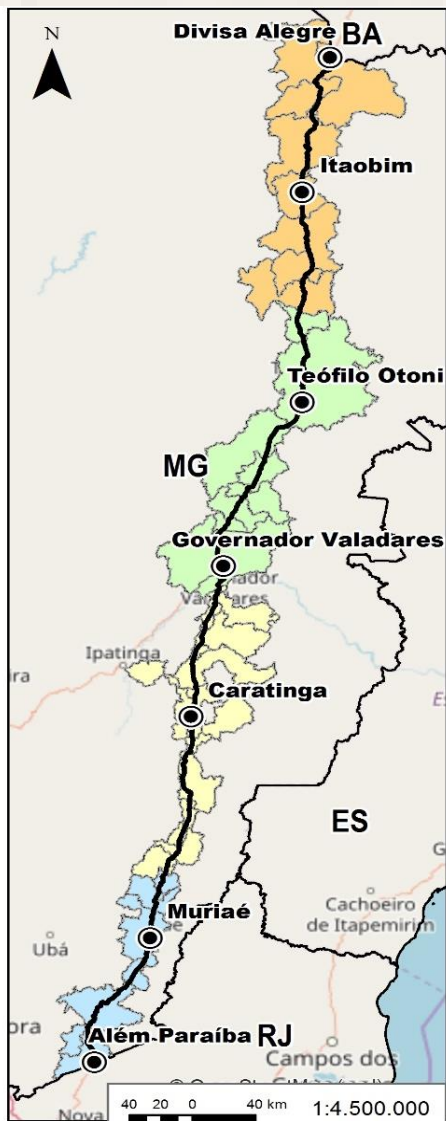 Divisa Alegre
BA
N
Itaobim
Teófilo Otoni
MG
Governador Valadares
Ipatinga
Caratinga
ES
Cachoeiro
de Itapemirim
Muriaé
Ubá
Além Paraíba
RJ
Campos dos
Nova
40 20 0 40 km
1:4.500.000